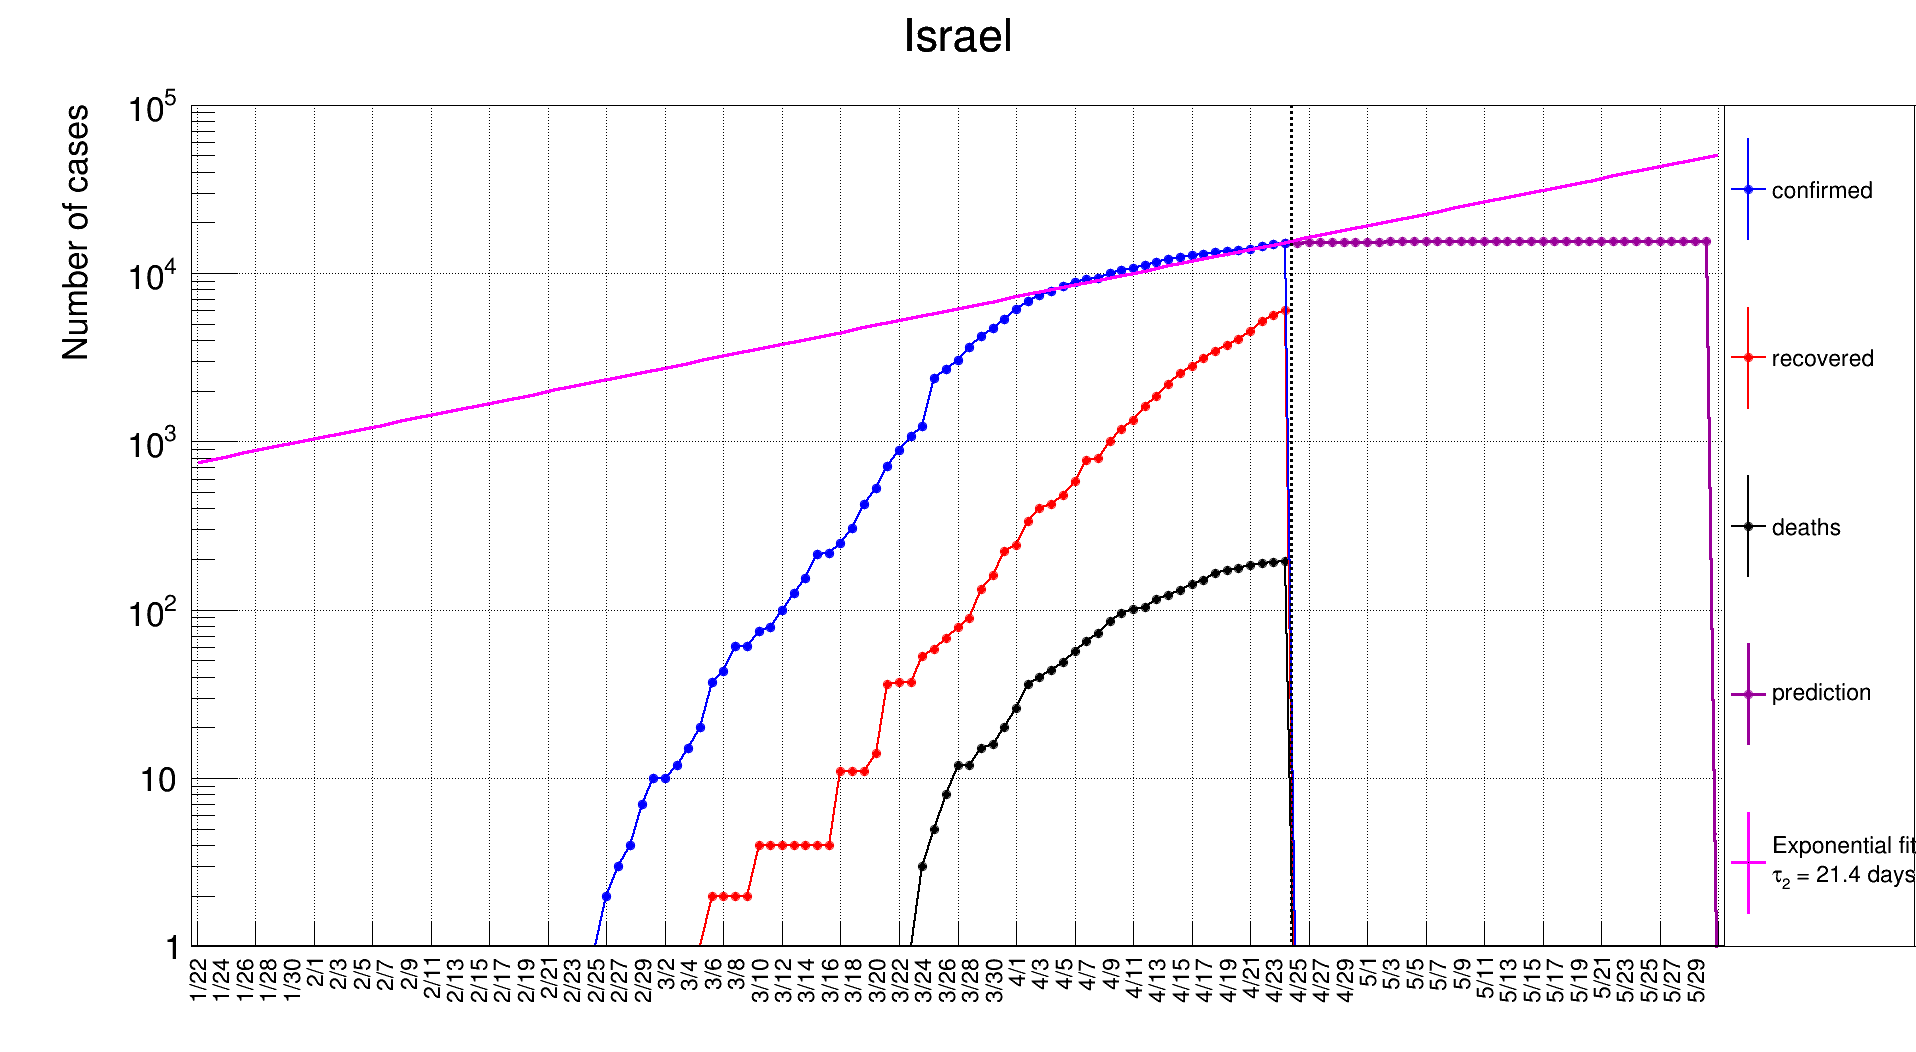 Israel
Number of cases
10^5
10^4
10^3
10^2
10
1
1/22 1/24 1/26 1/28 1/30 2/1 2/3 2/5 2/7 2/9 2/11 2/13 2/15 2/17 2/19 2/21 2/23 2/25 2/27 2/29 3/2 3/4 3/6 3/8 3/10 3/12 3/14 3/16 3/18 3/20 3/22 3/24 3/26 3/28 3/30 4/1 4/3 4/5 4/7 4/9 4/11 4/13 4/15 4/17 4/19 4/21 4/23 4/25 4/27 4/29 5/1 5/3 5/5 5/7 5/9 5/11 5/13 5/15 5/17 5/19 5/21 5/23 5/25 5/27 5/29
confirmed
recovered
deaths
prediction
Exponential fit
τ₂ = 21.4 days